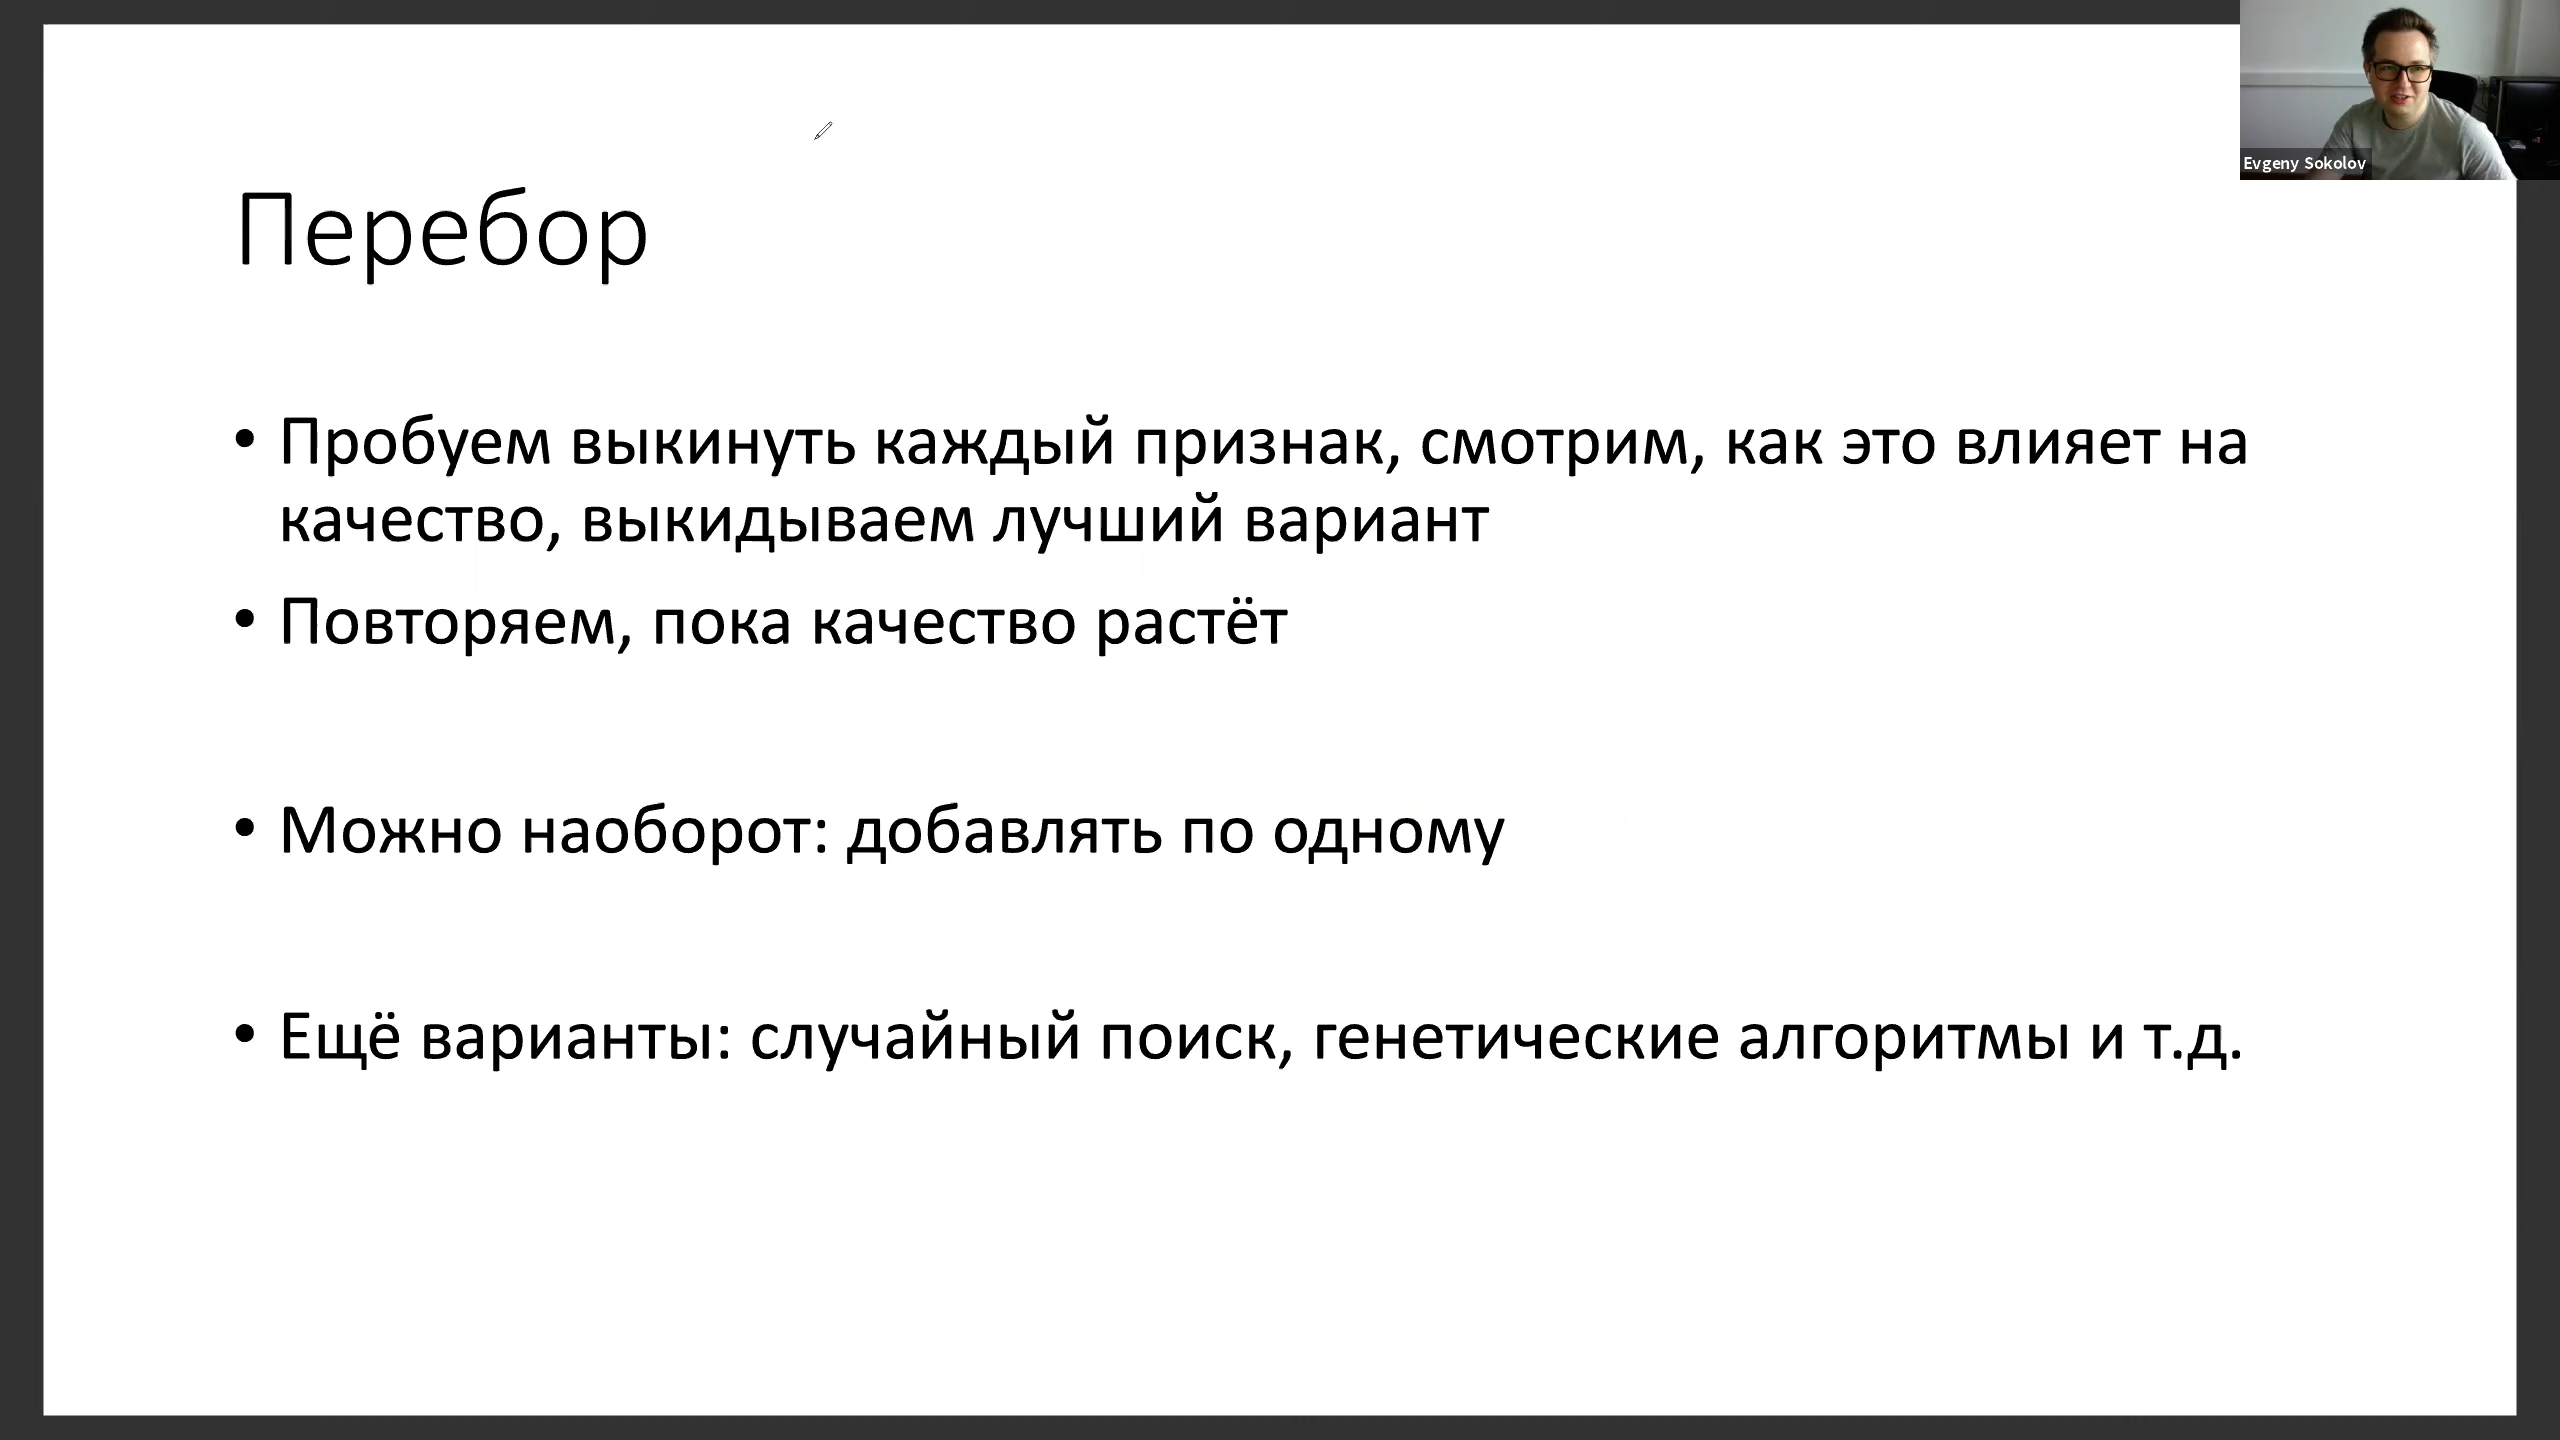 Evgeny Sokolov
Перебор
• Пробуем выкинуть каждый признак, смотрим, как это влияет на
качество, выкидываем лучший вариант
• Повторяем, пока качество растёт
• Можно наоборот: добавлять по одному
• Ещё варианты: случайный поиск, генетические алгоритмы и т.д.